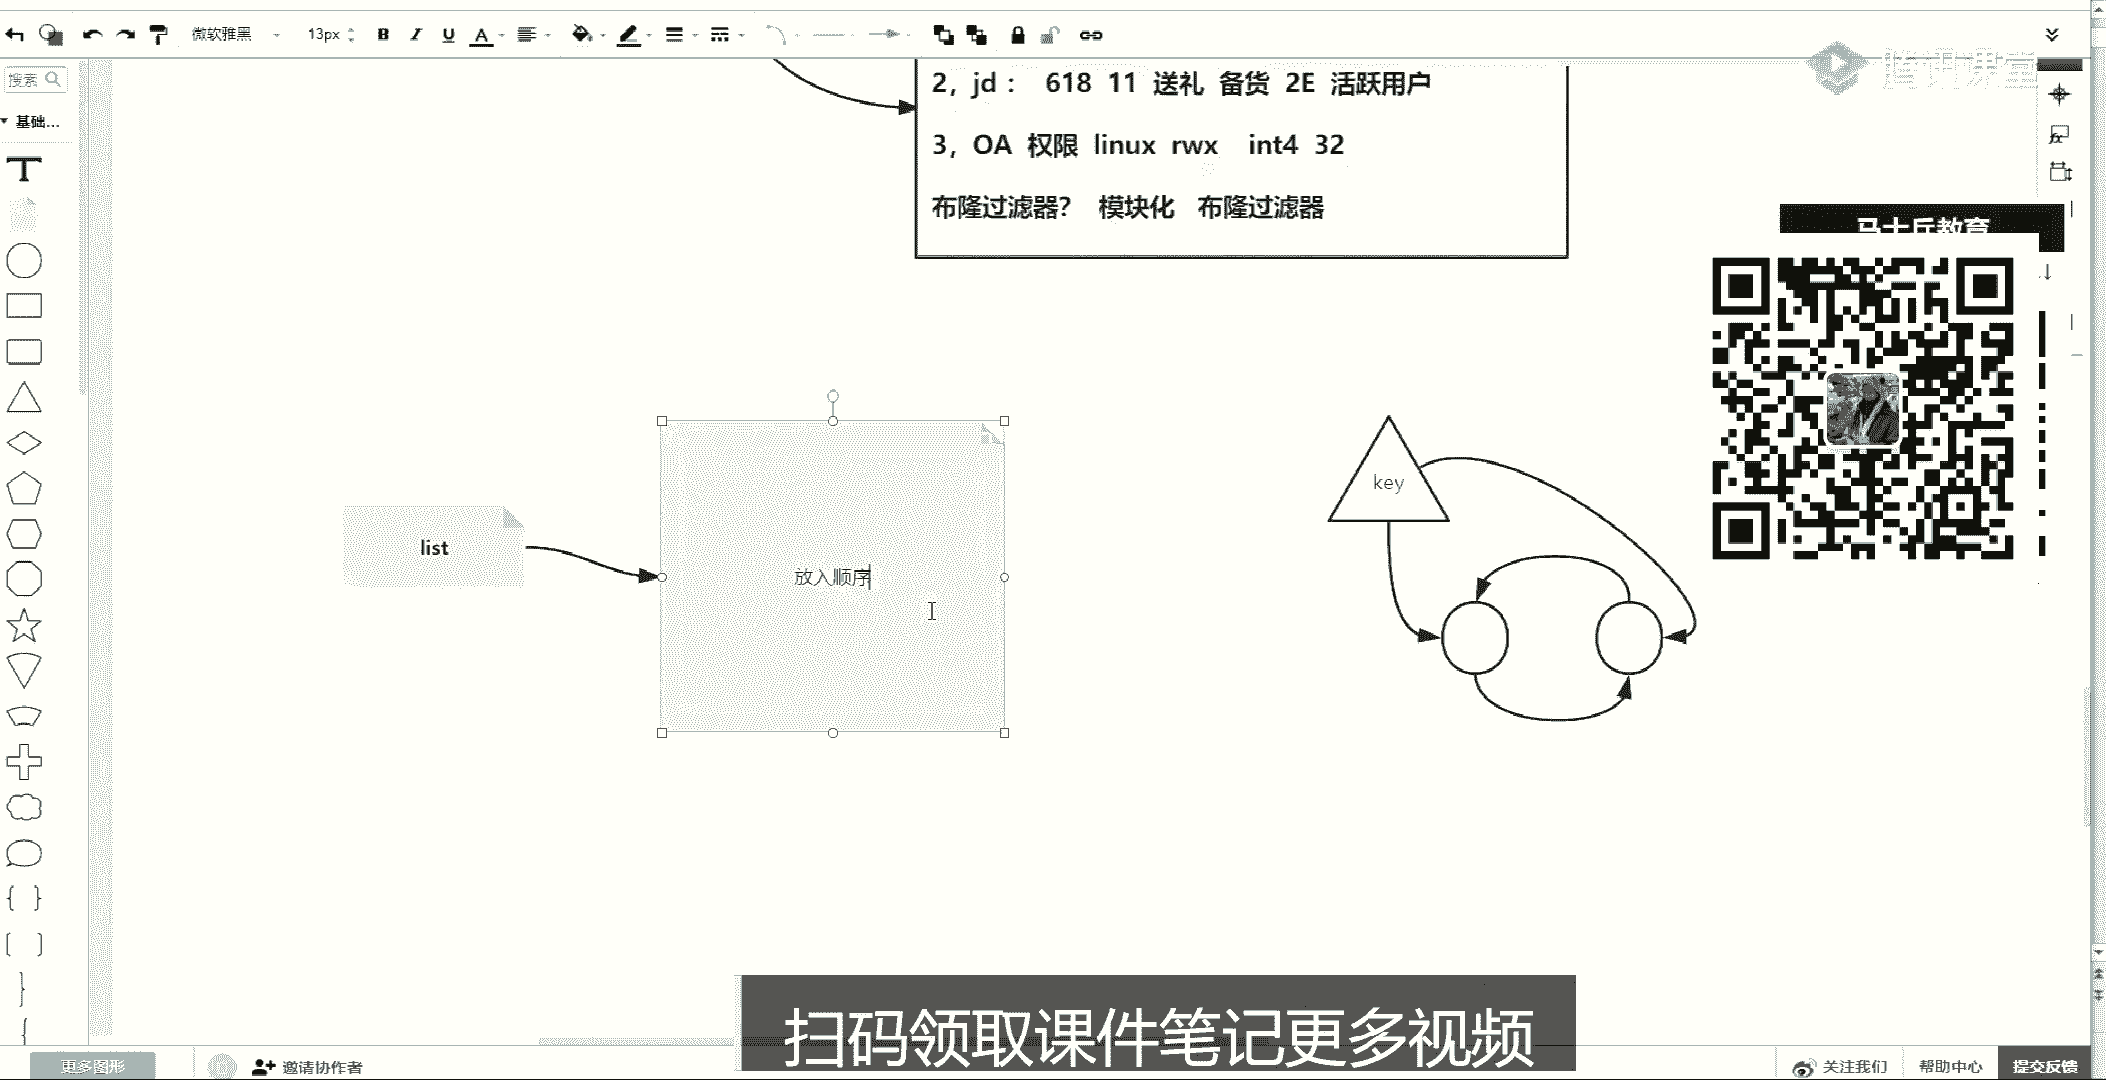 微软雅黑 13px B I U A
搜索
腾讯课堂
基础...
T
2，jd： 618 11 送礼 备货 2E 活跃用户
3，OA 权限 linux rwx int4 32
布隆过滤器？ 模块化 布隆过滤器
马士兵教育
key
list
放入顺序
扫码领取课件笔记更多视频
更多图形
邀请协作者
关注我们
帮助中心
提交反馈